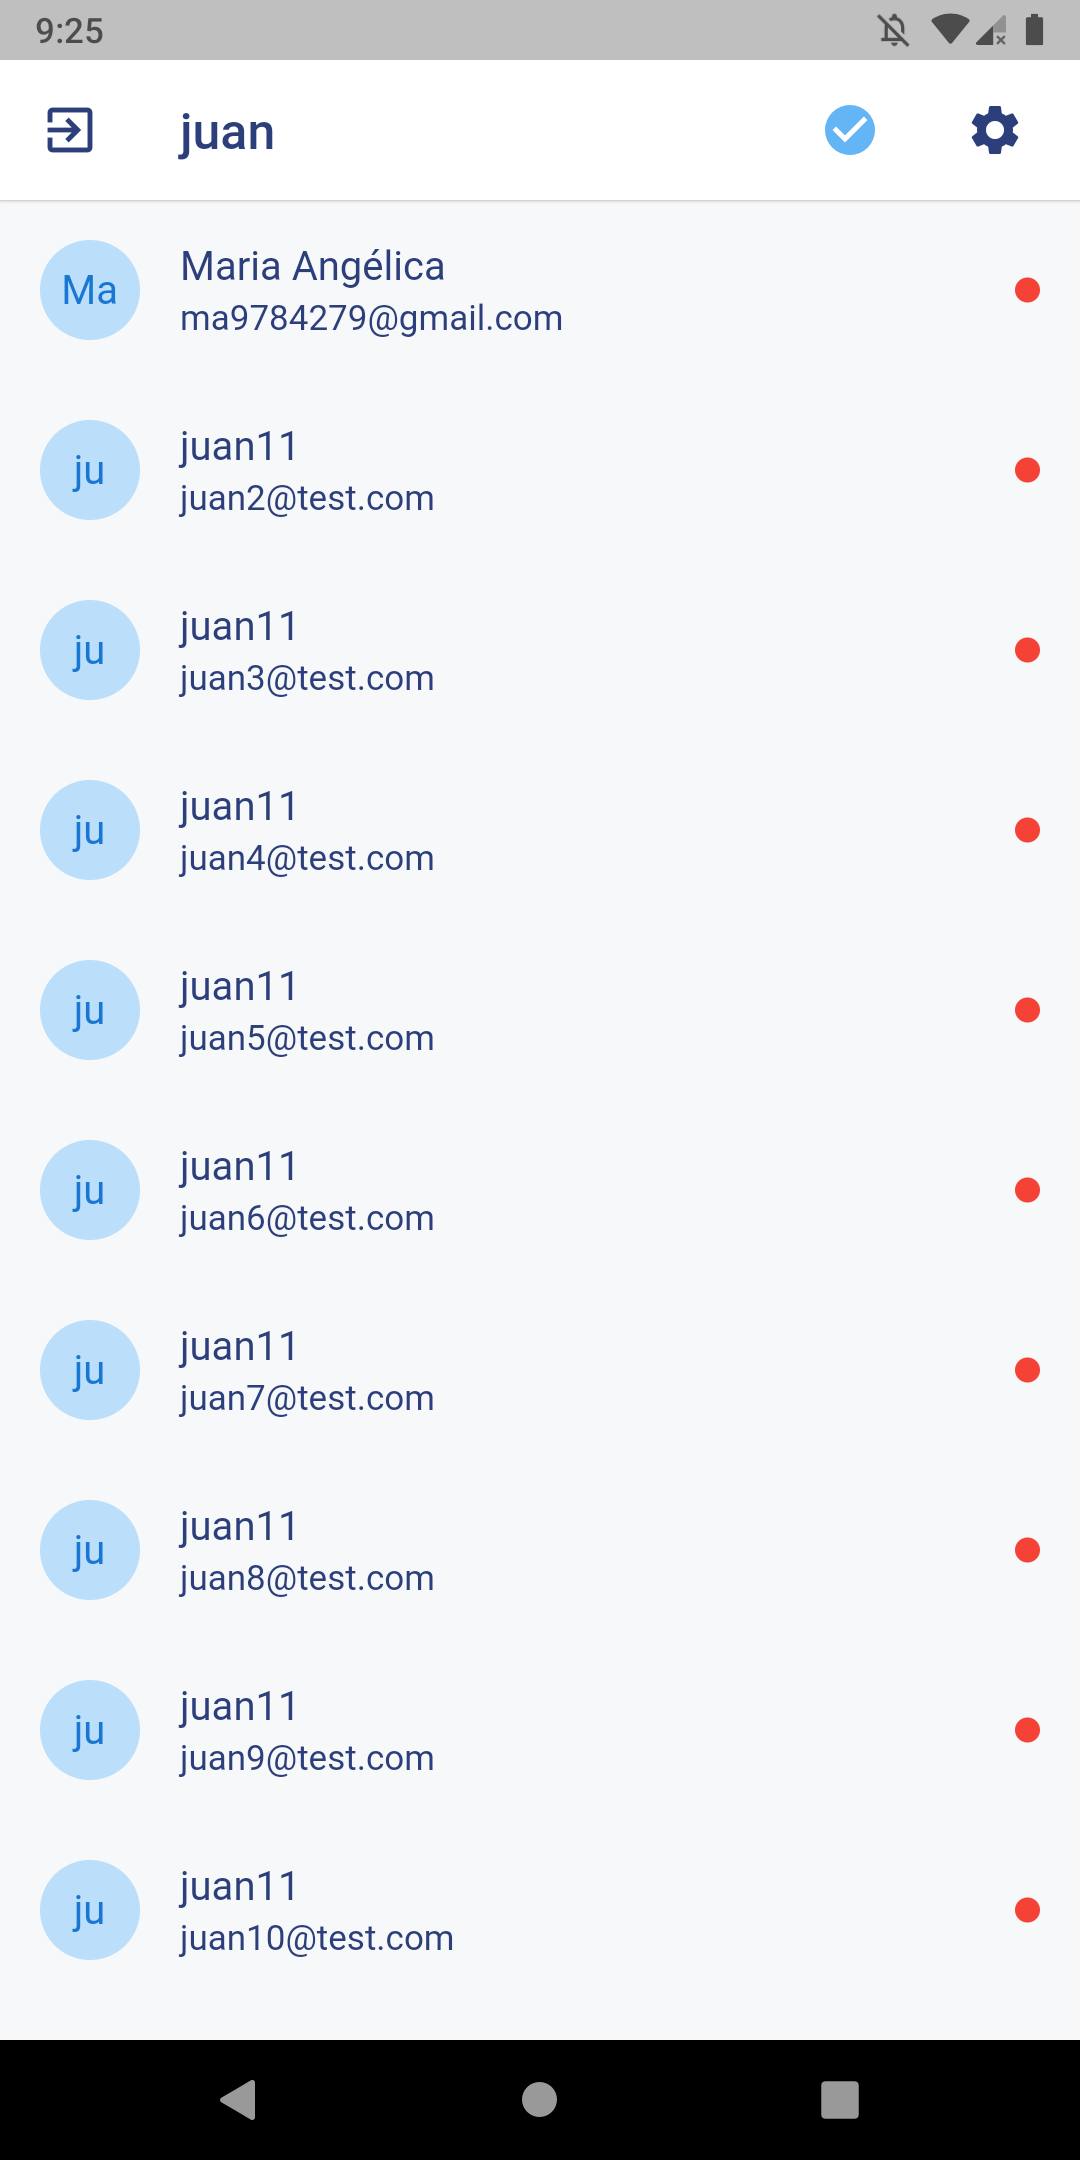 9:25
juan
Ma
Maria Angélica
ma9784279@gmail.com
ju
juan11
juan2@test.com
ju
juan11
juan3@test.com
ju
juan11
juan4@test.com
ju
juan11
juan5@test.com
ju
juan11
juan6@test.com
ju
juan11
juan7@test.com
ju
juan11
juan8@test.com
ju
juan11
juan9@test.com
ju
juan11
juan10@test.com